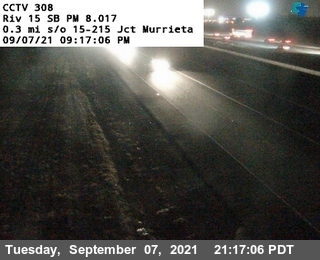 CCTV 308
Riv 15 SB PM 8.017
0.3 mi s/o 15-215 Jct Murrieta
09/07/21 09:17:06 PM
Tuesday, September 07, 2021 21:17:06 PDT